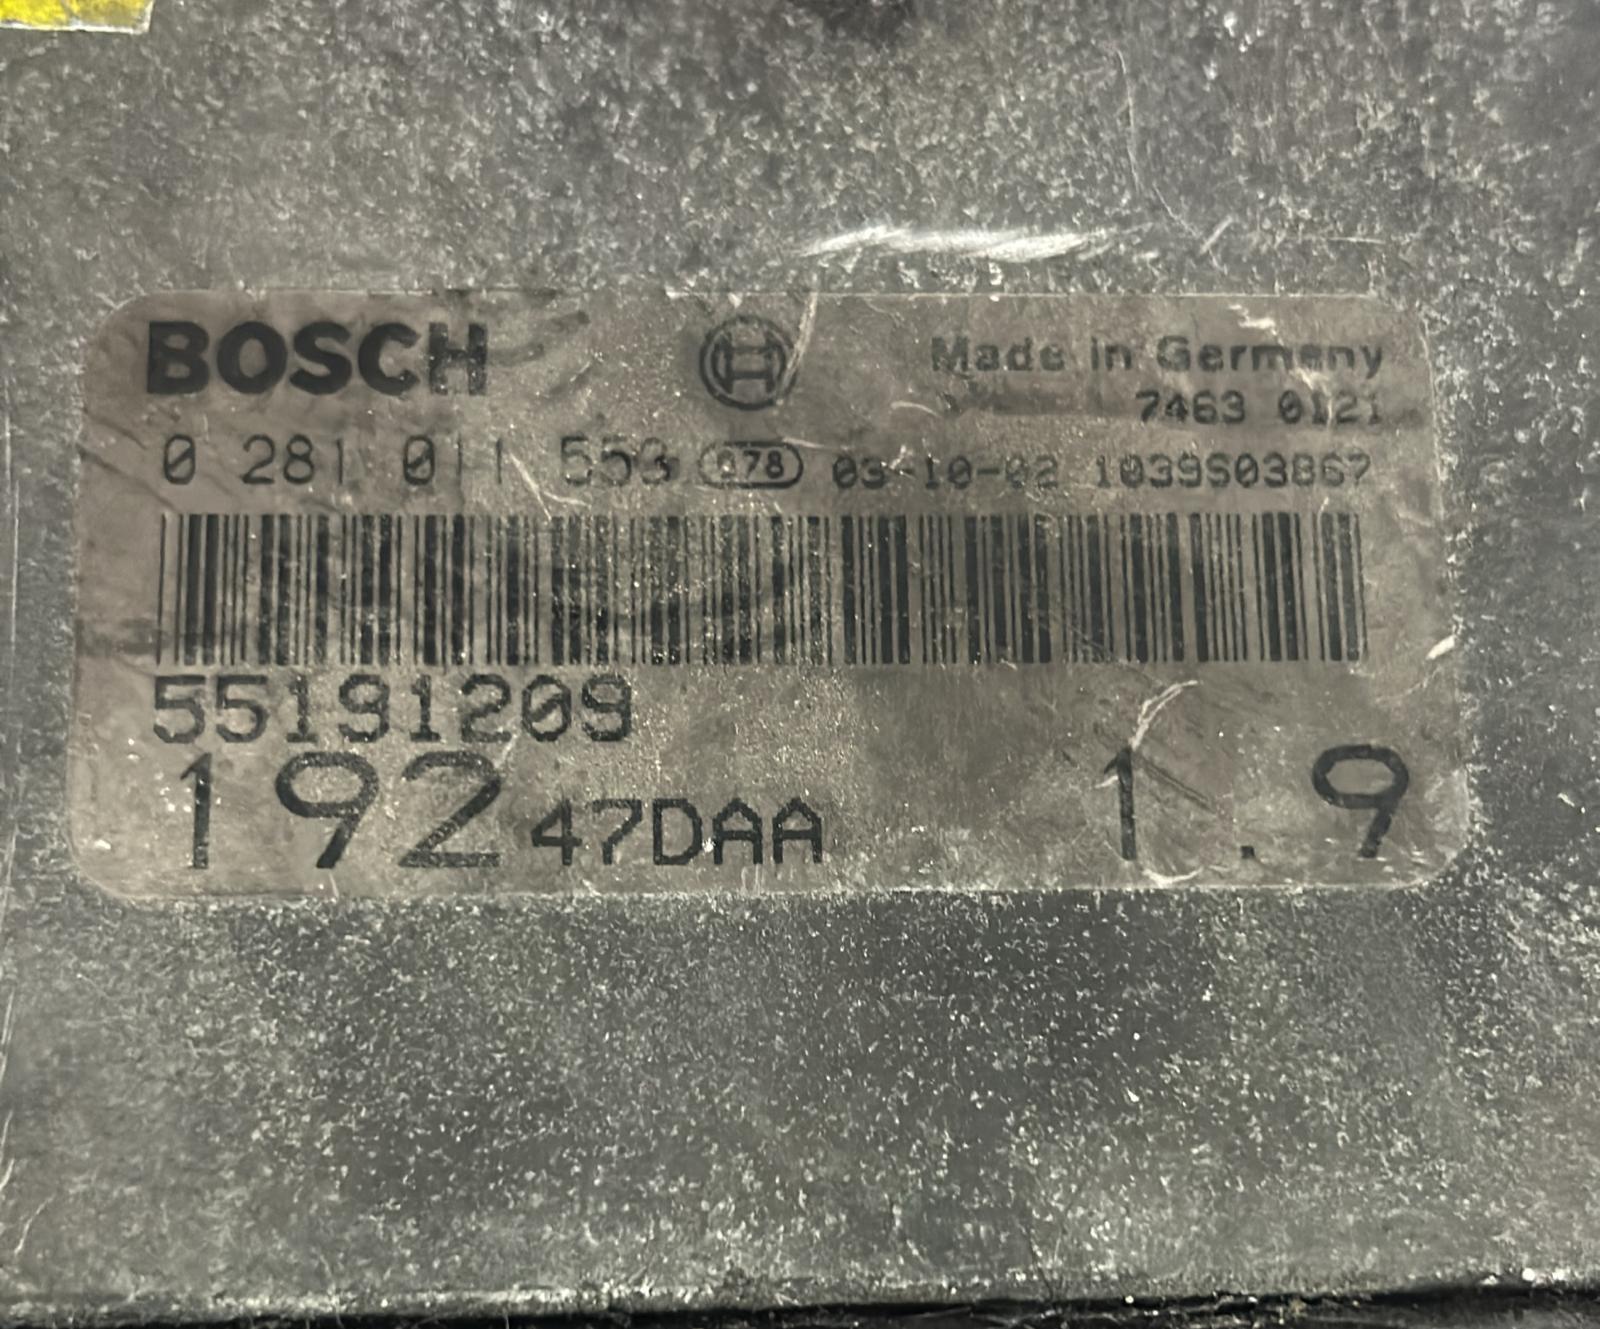 BOSCH
Made in Germany
7463 0121
0 281 011 553 078 03-10-02 1039S03867
55191209
192 47DAA 1.9